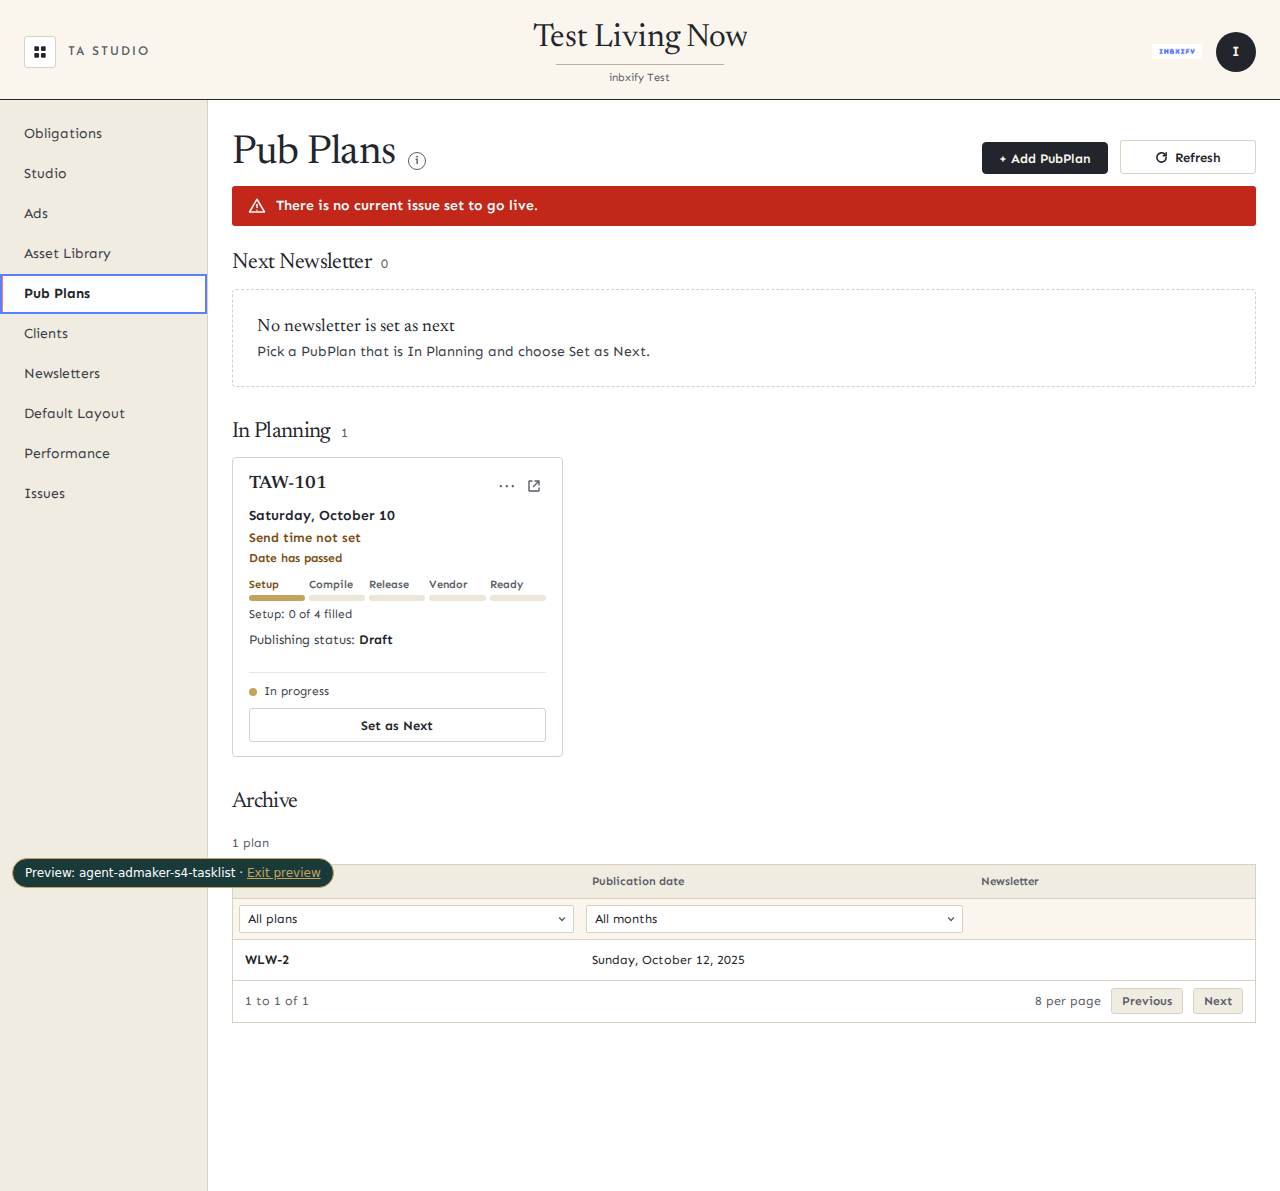 TA STUDIO
Test Living Now
inbxify Test
INBXIFY
I
Obligations
Studio
Ads
Asset Library
Pub Plans
Clients
Newsletters
Default Layout
Performance
Issues
Pub Plans
i
+ Add PubPlan
Refresh
There is no current issue set to go live.
Next Newsletter 0
No newsletter is set as next
Pick a PubPlan that is In Planning and choose Set as Next.
In Planning 1
TAW-101
Saturday, October 10
Send time not set
Date has passed
Setup Compile Release Vendor Ready
Setup: 0 of 4 filled
Publishing status: Draft
In progress
Set as Next
Archive
1 plan
Preview: agent-admaker-s4-tasklist · Exit preview
Publication date Newsletter
All plans All months
WLW-2 Sunday, October 12, 2025
1 to 1 of 1 8 per page Previous Next